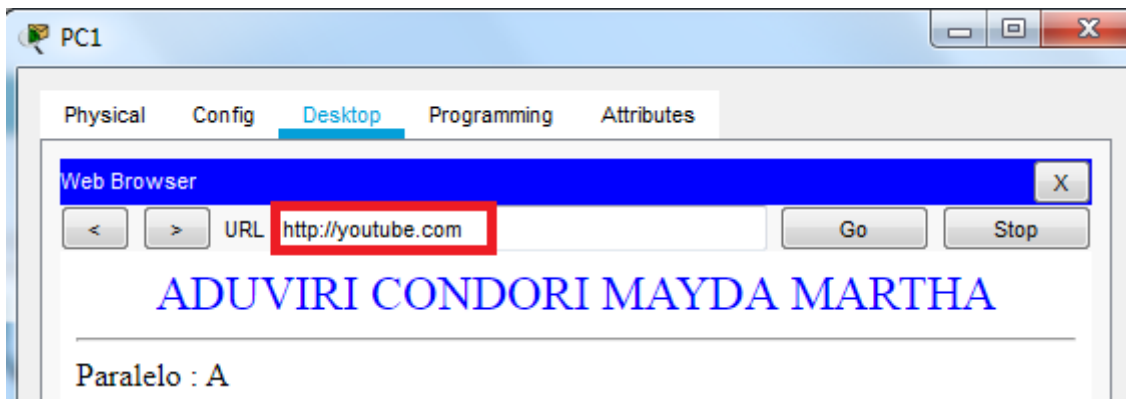 PC1
Physical Config Desktop Programming Attributes
Web Browser X
< > URL http://youtube.com Go Stop
ADUVIRI CONDORI MAYDA MARTHA
Paralelo : A